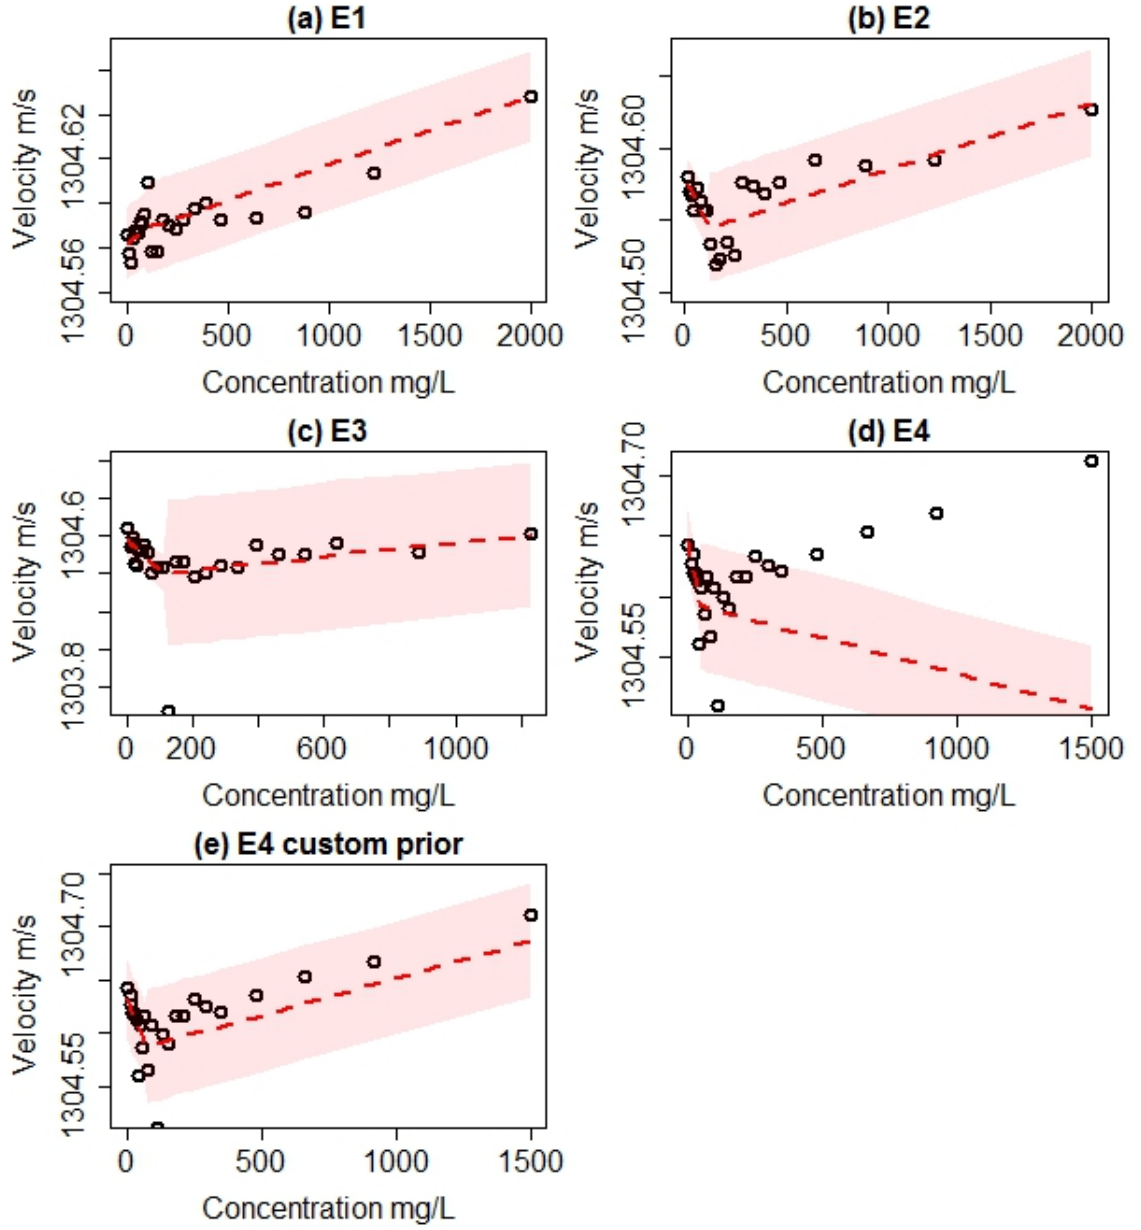 (a) E1
Velocity m/s
1304.56 1304.62
0 500 1000 1500 2000
Concentration mg/L
(b) E2
Velocity m/s
1304.50 1304.60
0 500 1000 1500 2000
Concentration mg/L
(c) E3
Velocity m/s
1303.8 1304.6
0 200 600 1000
Concentration mg/L
(d) E4
Velocity m/s
1304.55 1304.70
0 500 1000 1500
Concentration mg/L
(e) E4 custom prior
Velocity m/s
1304.55 1304.70
0 500 1000 1500
Concentration mg/L